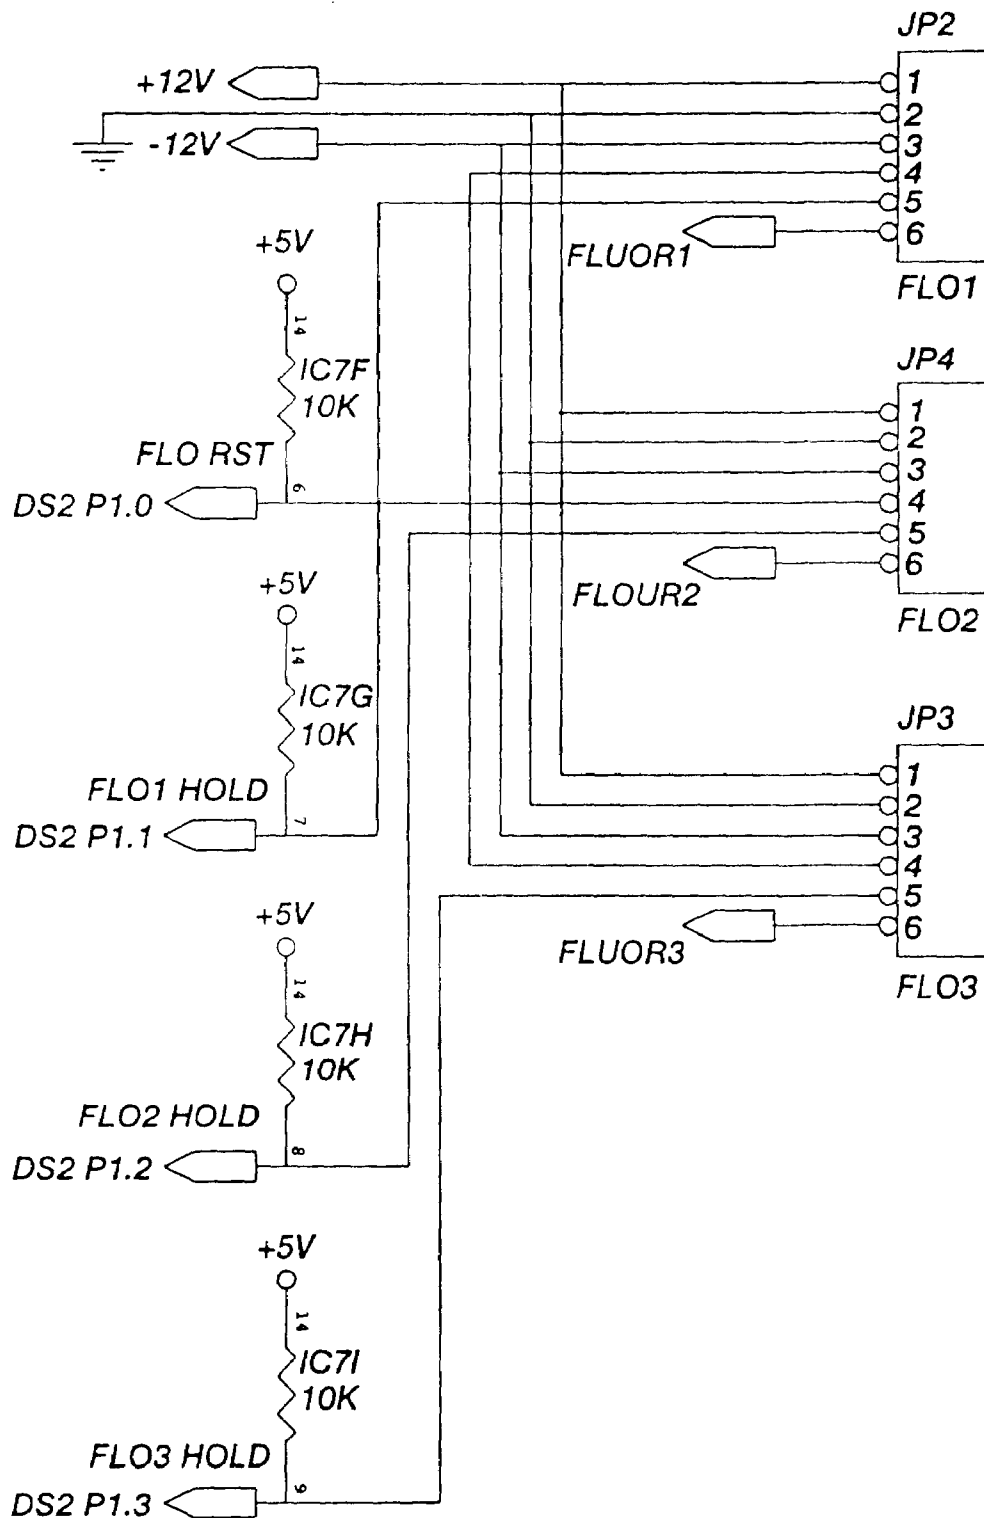 JP2
+12V
1
2
-12V
3
4
5
FLUOR1
6
FLO1
+5V
14
IC7F
10K
FLO RST
6
DS2 P1.0
JP4
1
2
3
4
5
FLOUR2
6
FLO2
+5V
14
IC7G
10K
FLO1 HOLD
7
DS2 P1.1
JP3
1
2
3
4
5
FLUOR3
6
FLO3
+5V
14
IC7H
10K
FLO2 HOLD
8
DS2 P1.2
+5V
14
IC7I
10K
FLO3 HOLD
9
DS2 P1.3